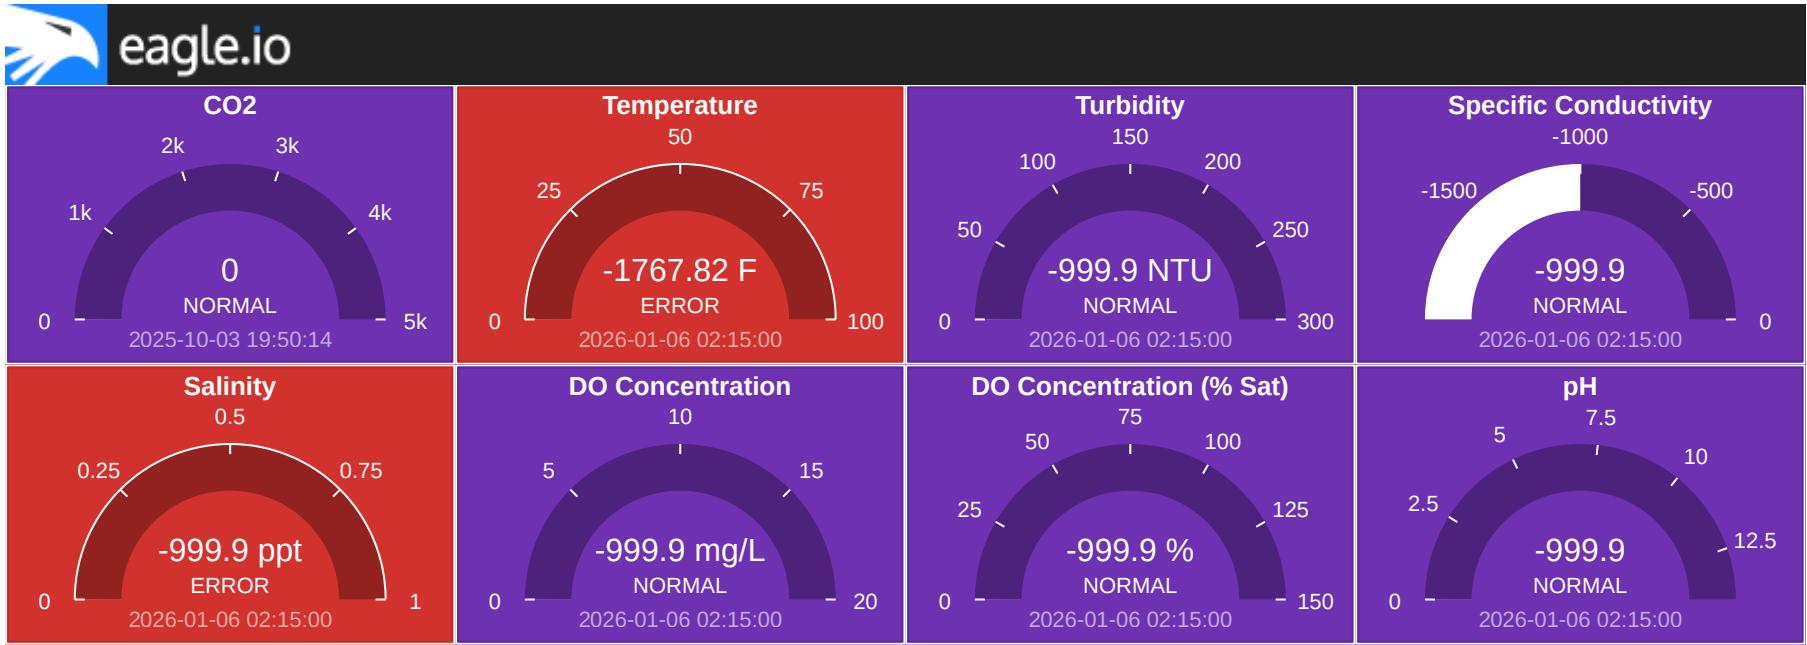 eagle.io
CO2
2k
3k
1k
4k
0
NORMAL
0
5k
2025-10-03 19:50:14
Temperature
50
25
75
-1767.82 F
ERROR
0
100
2026-01-06 02:15:00
Turbidity
150
100
200
50
250
-999.9 NTU
NORMAL
0
300
2026-01-06 02:15:00
Specific Conductivity
-1000
-1500
-500
-999.9
NORMAL
0
2026-01-06 02:15:00
Salinity
0.5
0.25
0.75
-999.9 ppt
ERROR
0
1
2026-01-06 02:15:00
DO Concentration
10
5
15
-999.9 mg/L
NORMAL
0
20
2026-01-06 02:15:00
DO Concentration (% Sat)
75
50
100
25
125
-999.9 %
NORMAL
0
150
2026-01-06 02:15:00
pH
7.5
5
10
2.5
12.5
-999.9
NORMAL
0
2026-01-06 02:15:00